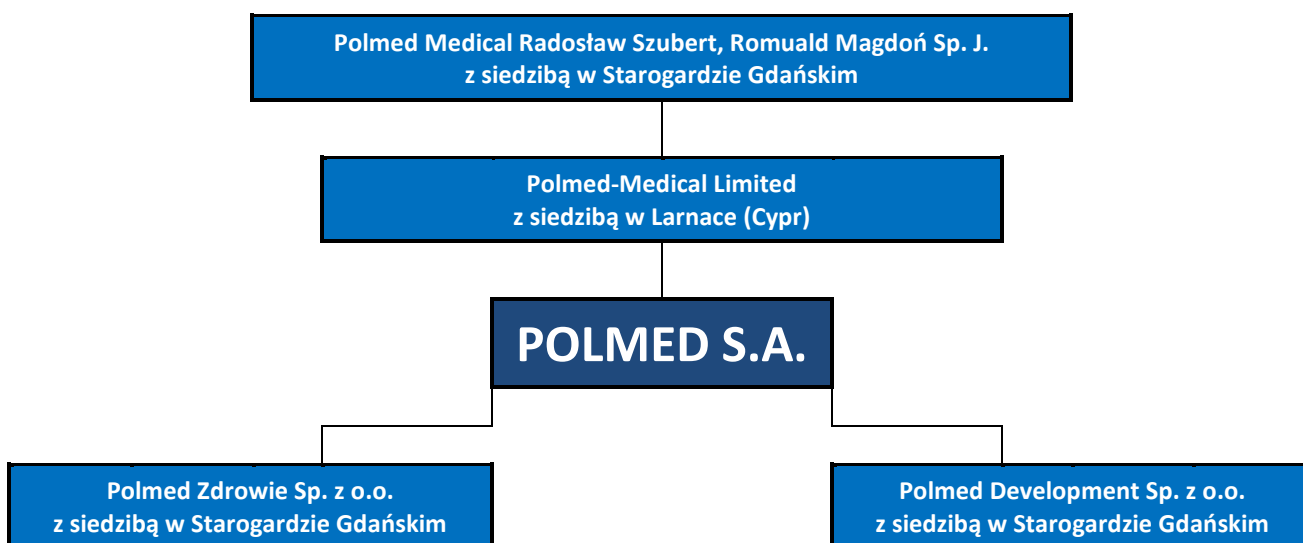 Polmed Medical Radosław Szubert, Romuald Magdoń Sp. J.
z siedzibą w Starogardzie Gdańskim
Polmed-Medical Limited
z siedzibą w Larnace (Cypr)
POLMED S.A.
Polmed Zdrowie Sp. z o.o.
z siedzibą w Starogardzie Gdańskim
Polmed Development Sp. z o.o.
z siedzibą w Starogardzie Gdańskim